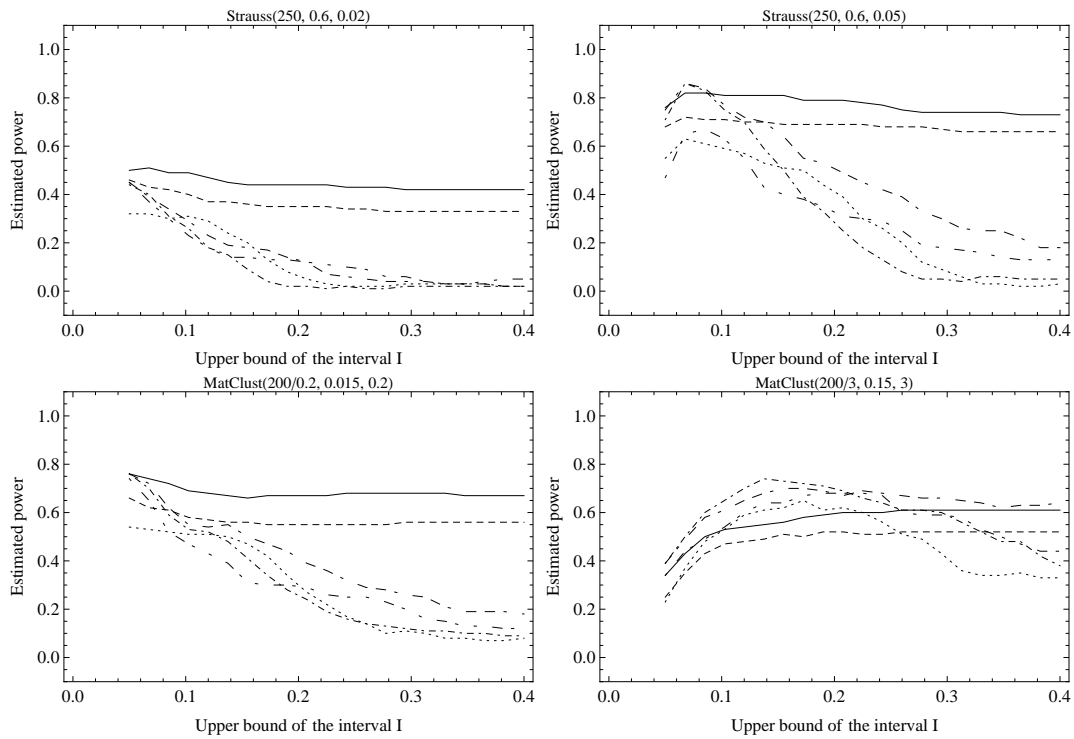 Strauss(250, 0.6, 0.02)
1.0
0.8
0.6
0.4
0.2
0.0
Estimated power
0.0 0.1 0.2 0.3 0.4
Upper bound of the interval I
Strauss(250, 0.6, 0.05)
1.0
0.8
0.6
0.4
0.2
0.0
Estimated power
0.0 0.1 0.2 0.3 0.4
Upper bound of the interval I
MatClust(200/0.2, 0.015, 0.2)
1.0
0.8
0.6
0.4
0.2
0.0
Estimated power
0.0 0.1 0.2 0.3 0.4
Upper bound of the interval I
MatClust(200/3, 0.15, 3)
1.0
0.8
0.6
0.4
0.2
0.0
Estimated power
0.0 0.1 0.2 0.3 0.4
Upper bound of the interval I